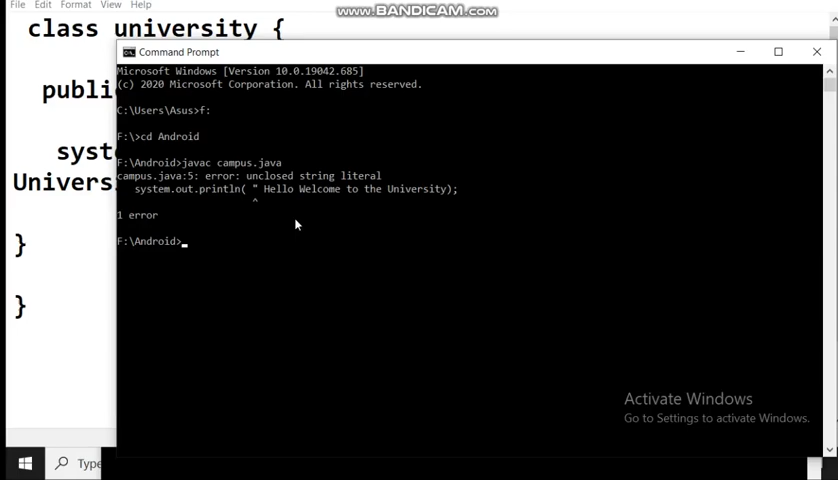 www.BANDICAM.com
File Edit Format View Help
class university {
Command Prompt
Microsoft Windows [Version 10.0.19042.685]
(c) 2020 Microsoft Corporation. All rights reserved.
publi
C:\Users\Asus>f:
F:\>cd Android
syst
F:\Android>javac campus.java
campus.java:5: error: unclosed string literal
Univers
system.out.println( " Hello Welcome to the University);
^
1 error
}
F:\Android>
}
Activate Windows
Go to Settings to activate Windows.
Type